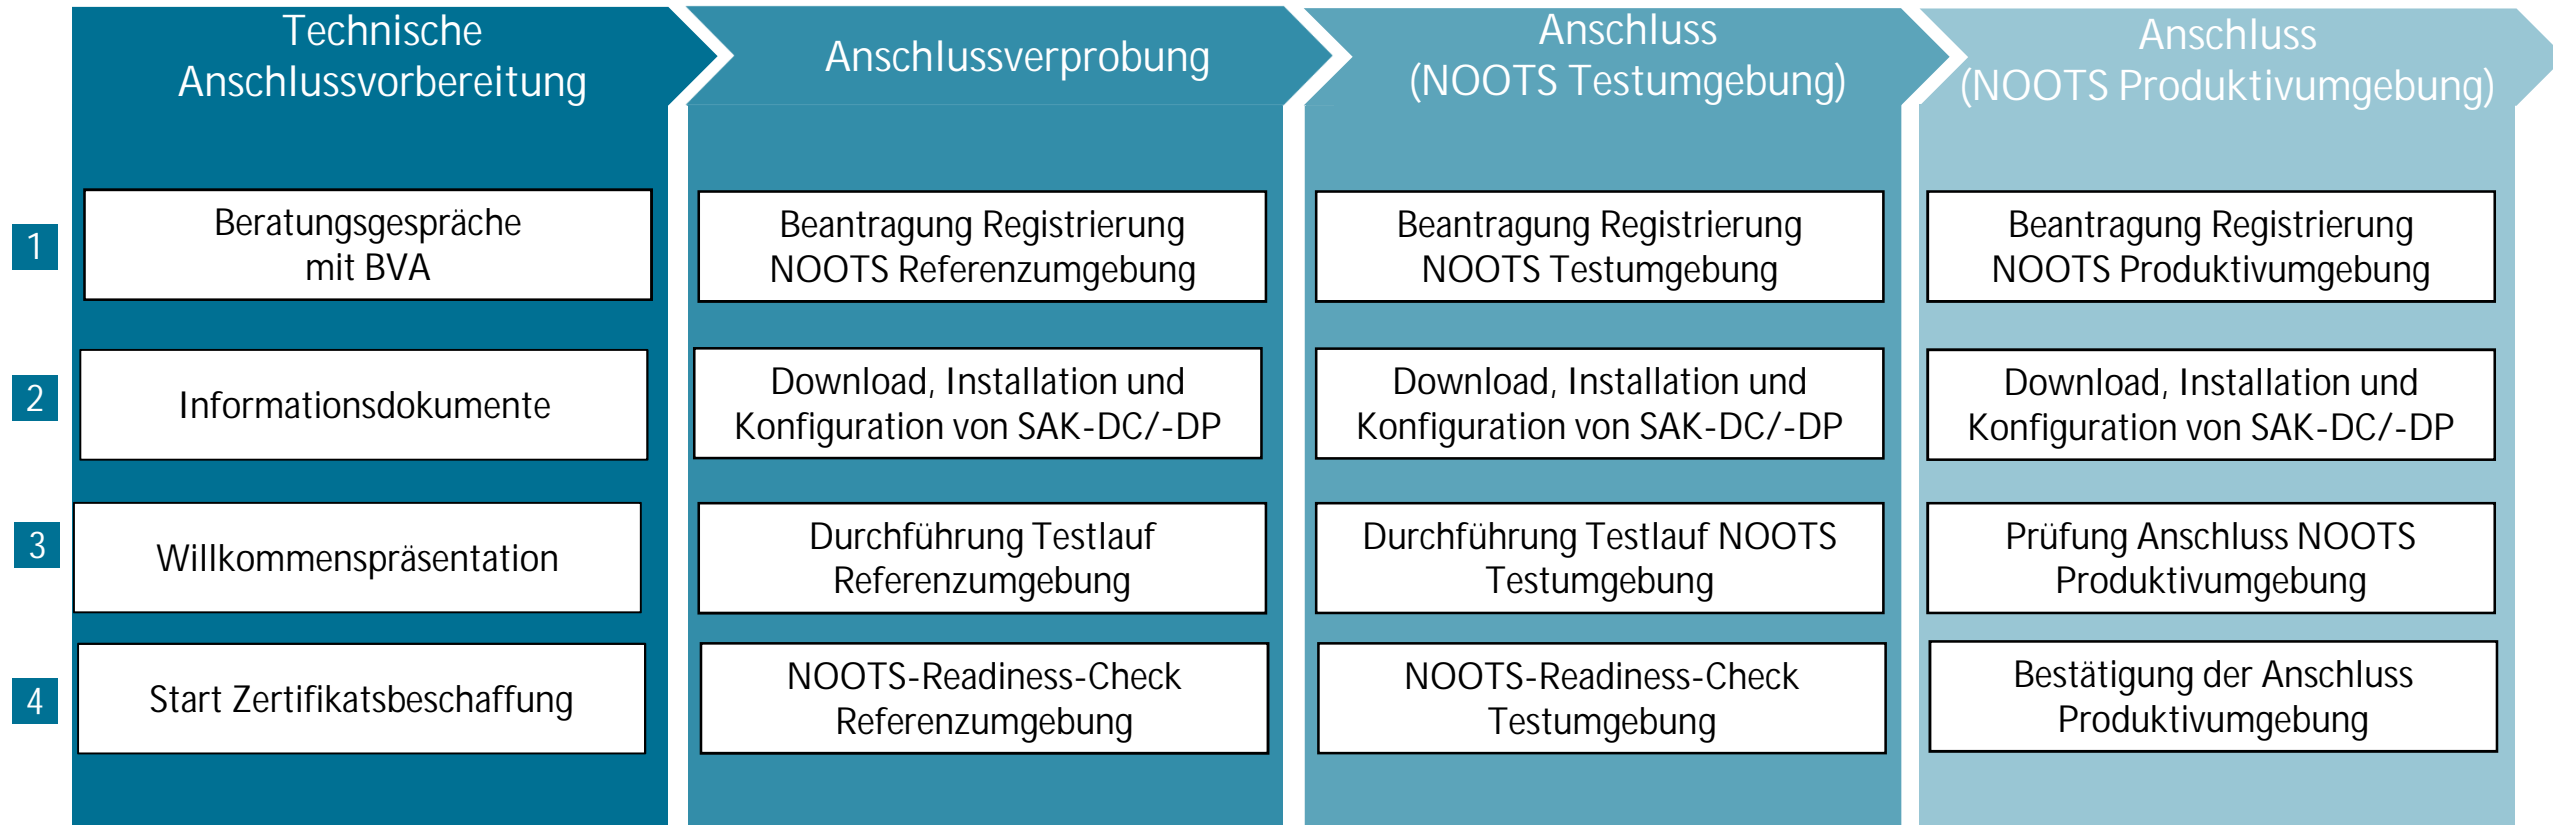 Technische
Anschlussvorbereitung
Anschlussverprobung
Anschluss
(NOOTS Testumgebung)
Anschluss
(NOOTS Produktivumgebung)
1
Beratungsgespräche
mit BVA
Beantragung Registrierung
NOOTS Referenzumgebung
Beantragung Registrierung
NOOTS Testumgebung
Beantragung Registrierung
NOOTS Produktivumgebung
2
Informationsdokumente
Download, Installation und
Konfiguration von SAK-DC/-DP
Download, Installation und
Konfiguration von SAK-DC/-DP
Download, Installation und
Konfiguration von SAK-DC/-DP
3
Willkommenspräsentation
Durchführung Testlauf
Referenzumgebung
Durchführung Testlauf NOOTS
Testumgebung
Prüfung Anschluss NOOTS
Produktivumgebung
4
Start Zertifikatsbeschaffung
NOOTS-Readiness-Check
Referenzumgebung
NOOTS-Readiness-Check
Testumgebung
Bestätigung der Anschluss
Produktivumgebung